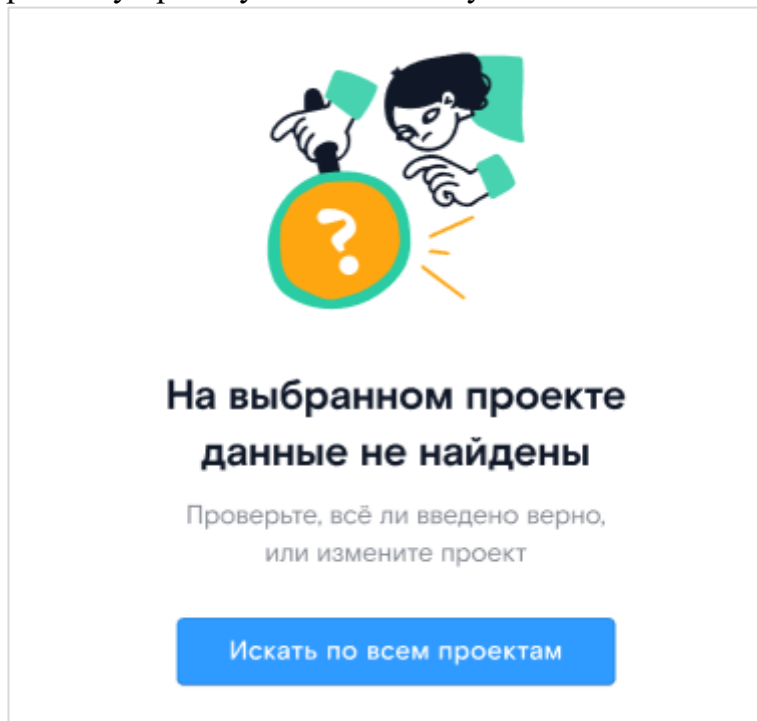 ?
На выбранном проекте
данные не найдены
Проверьте, всё ли введено верно,
или измените проект
Искать по всем проектам